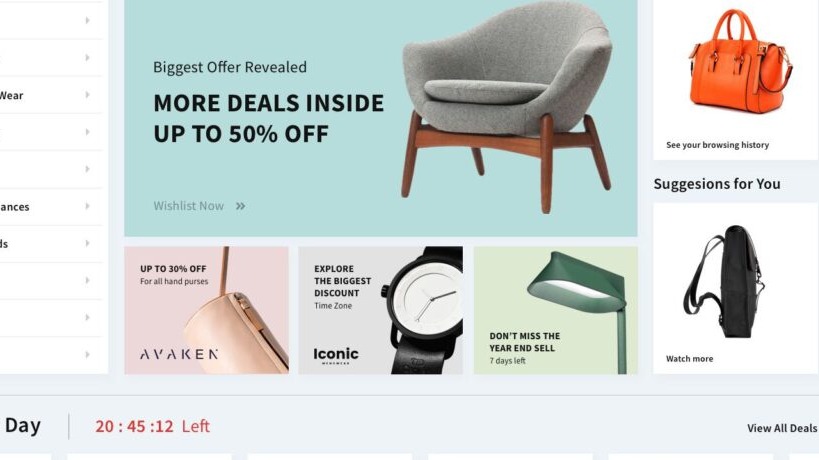 Wear
ances
ds
Biggest Offer Revealed
MORE DEALS INSIDE
UP TO 50% OFF
Wishlist Now »
UP TO 30% OFF
For all hand purses
AVAKEN
EXPLORE
THE BIGGEST
DISCOUNT
Time Zone
Iconic
MENSWEAR
DON'T MISS THE
YEAR END SELL
7 days left
See your browsing history
Suggesions for You
Watch more
Day
20 : 45 :12 Left
View All Deals